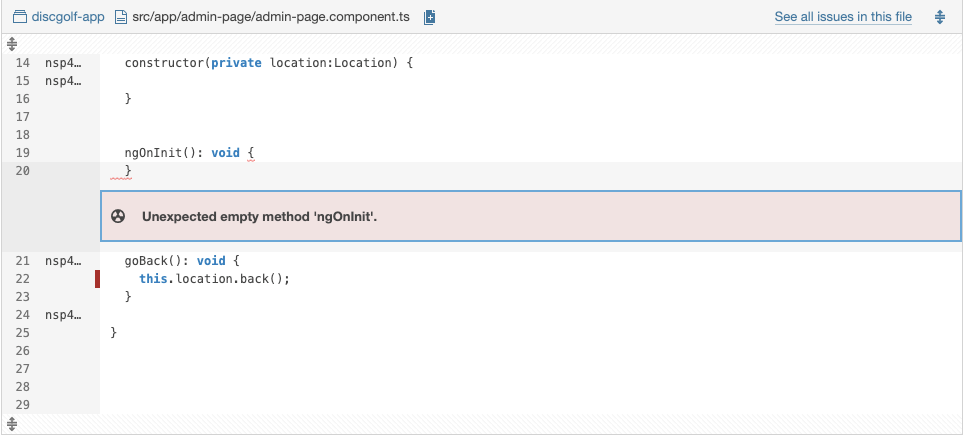 discgolf-app src/app/admin-page/admin-page.component.ts See all issues in this file
14 nsp4… constructor(private location:Location) {
15 nsp4…
16 }
17
18
19 ngOnInit(): void {
20 }
Unexpected empty method 'ngOnInit'.
21 nsp4… goBack(): void {
22 this.location.back();
23 }
24 nsp4…
25 }
26
27
28
29